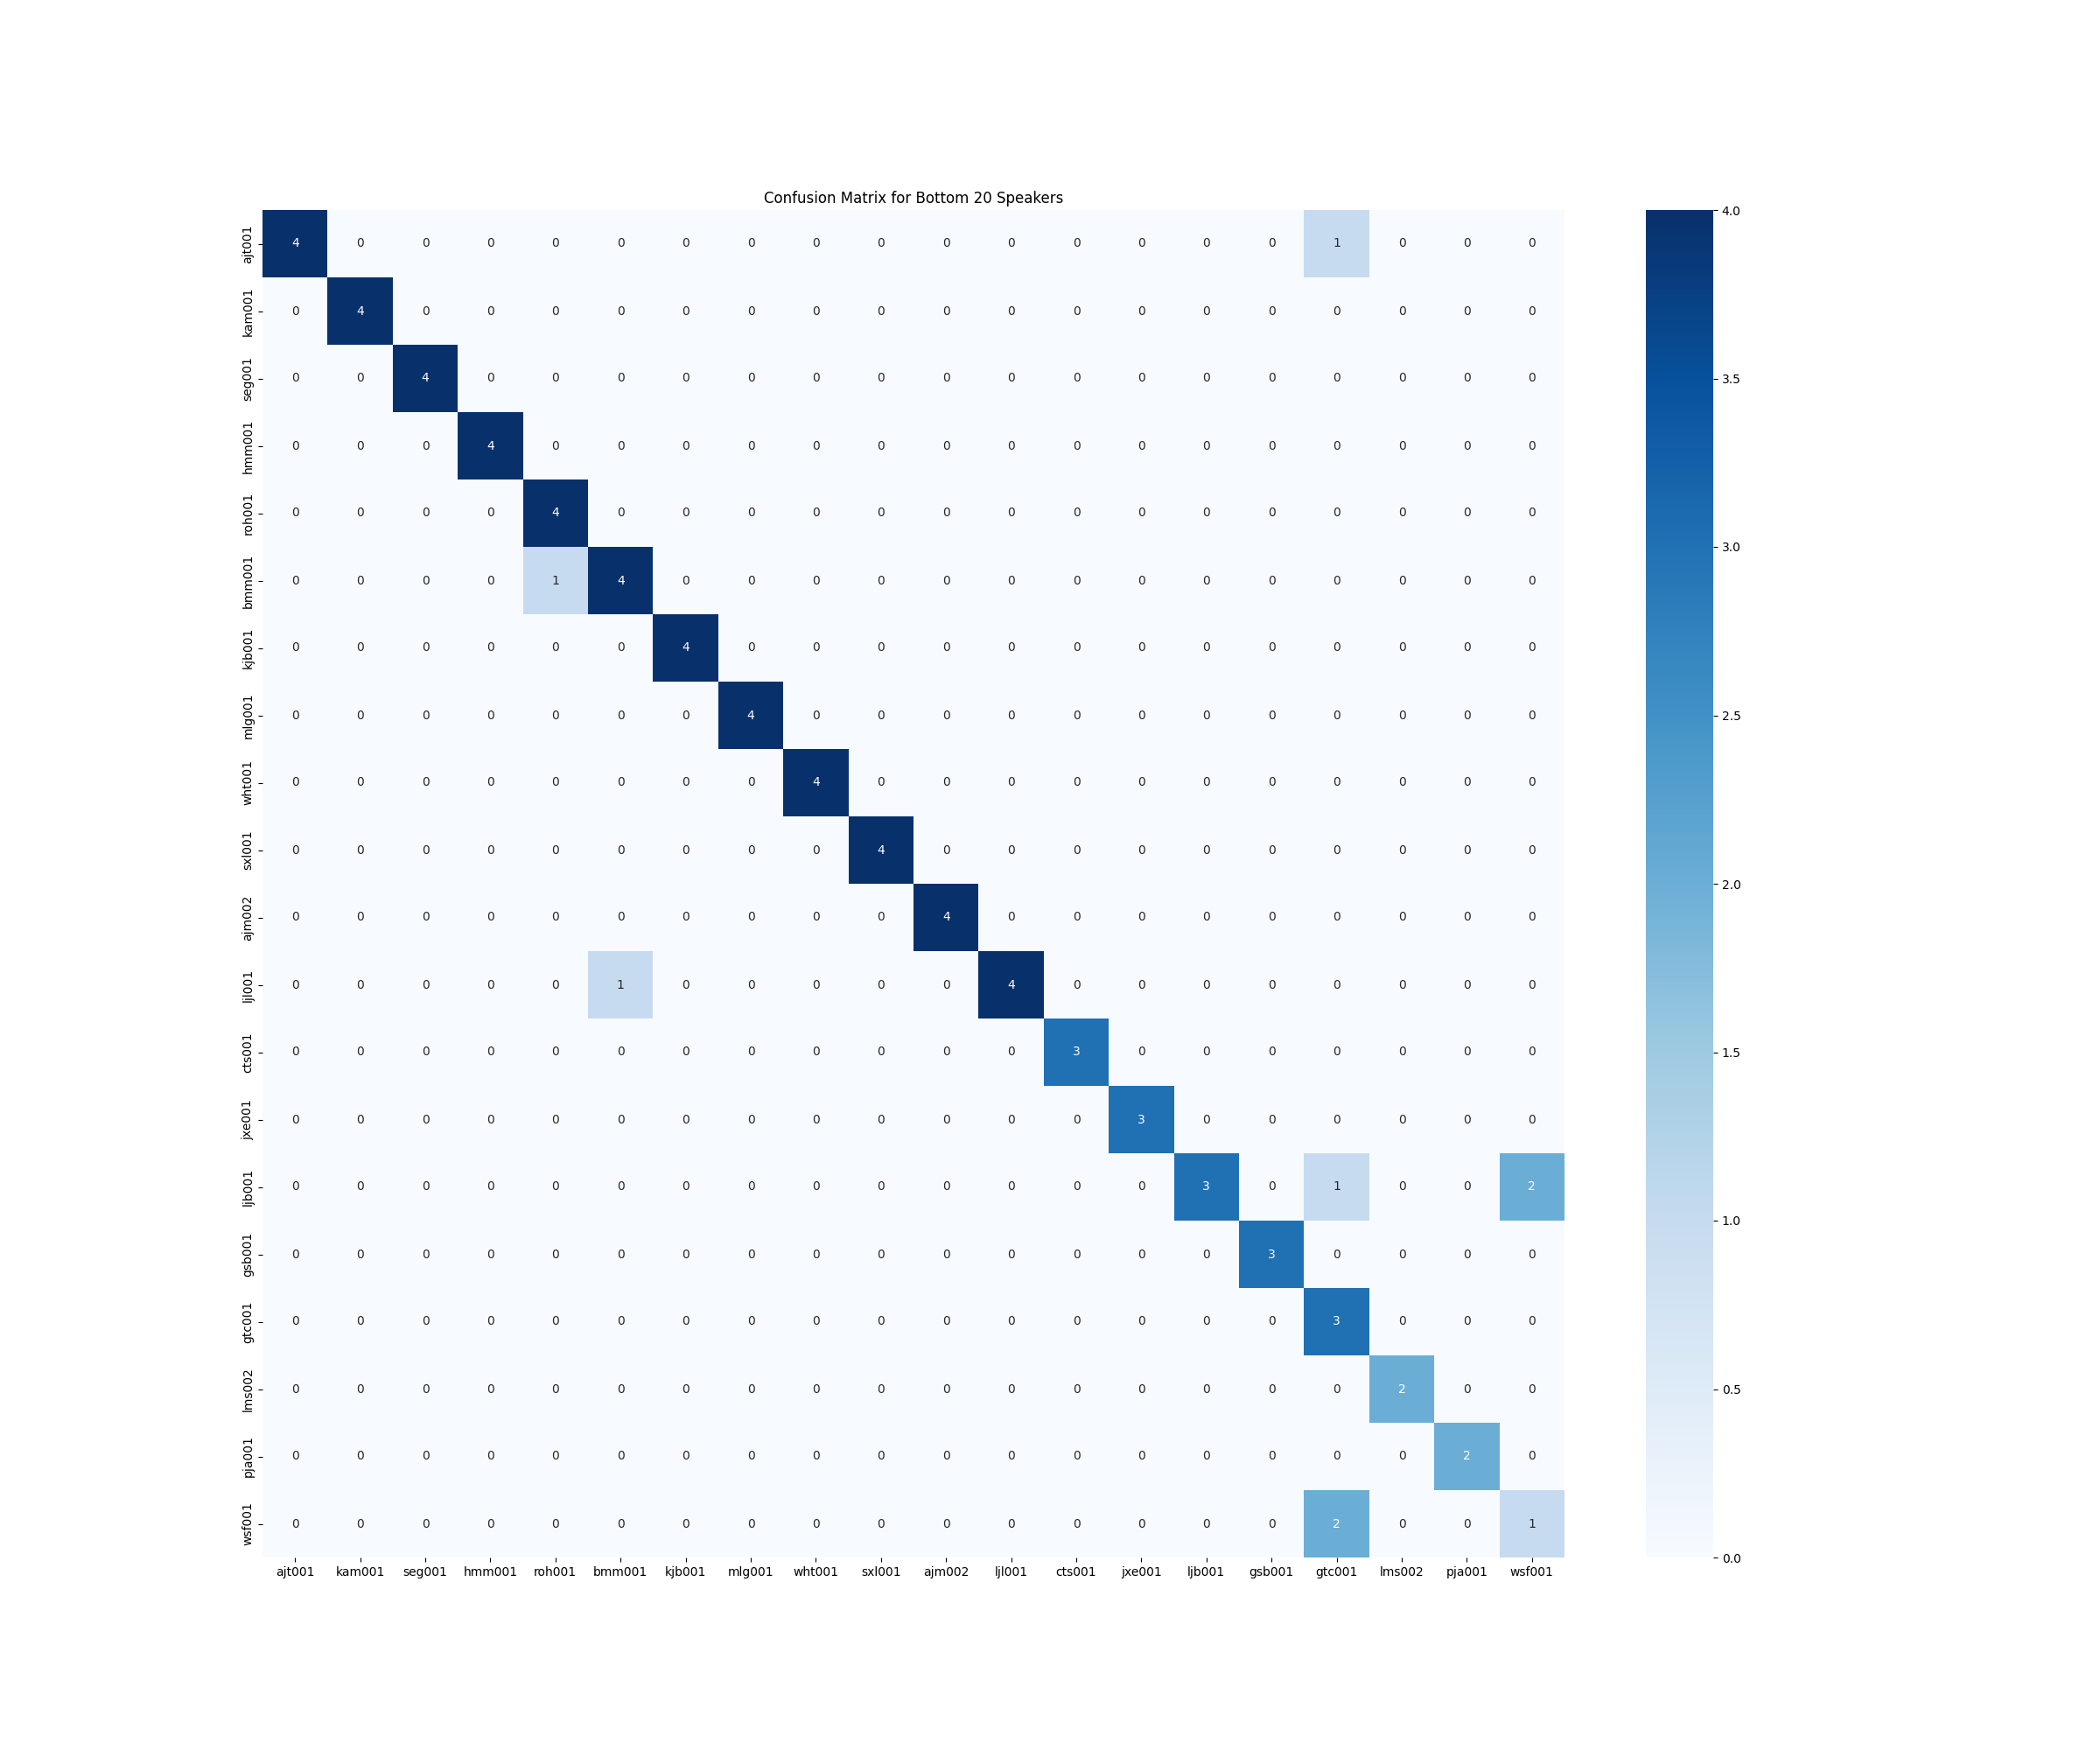 Confusion Matrix for Bottom 20 Speakers
ajt001 4 0 0 0 0 0 0 0 0 0 0 0 0 0 0 0 1 0 0 0
kam001 0 4 0 0 0 0 0 0 0 0 0 0 0 0 0 0 0 0 0 0
seg001 0 0 4 0 0 0 0 0 0 0 0 0 0 0 0 0 0 0 0 0
hmm001 0 0 0 4 0 0 0 0 0 0 0 0 0 0 0 0 0 0 0 0
roh001 0 0 0 0 4 0 0 0 0 0 0 0 0 0 0 0 0 0 0 0
bmm001 0 0 0 0 1 4 0 0 0 0 0 0 0 0 0 0 0 0 0 0
kjb001 0 0 0 0 0 0 4 0 0 0 0 0 0 0 0 0 0 0 0 0
mlg001 0 0 0 0 0 0 0 4 0 0 0 0 0 0 0 0 0 0 0 0
wht001 0 0 0 0 0 0 0 0 4 0 0 0 0 0 0 0 0 0 0 0
sxl001 0 0 0 0 0 0 0 0 0 4 0 0 0 0 0 0 0 0 0 0
ajm002 0 0 0 0 0 0 0 0 0 0 4 0 0 0 0 0 0 0 0 0
ljl001 0 0 0 0 0 1 0 0 0 0 0 4 0 0 0 0 0 0 0 0
cts001 0 0 0 0 0 0 0 0 0 0 0 0 3 0 0 0 0 0 0 0
jxe001 0 0 0 0 0 0 0 0 0 0 0 0 0 3 0 0 0 0 0 0
ljb001 0 0 0 0 0 0 0 0 0 0 0 0 0 0 3 0 1 0 0 2
gsb001 0 0 0 0 0 0 0 0 0 0 0 0 0 0 0 3 0 0 0 0
gtc001 0 0 0 0 0 0 0 0 0 0 0 0 0 0 0 0 3 0 0 0
lms002 0 0 0 0 0 0 0 0 0 0 0 0 0 0 0 0 0 2 0 0
pja001 0 0 0 0 0 0 0 0 0 0 0 0 0 0 0 0 0 0 2 0
wsf001 0 0 0 0 0 0 0 0 0 0 0 0 0 0 0 0 2 0 0 1
ajt001 kam001 seg001 hmm001 roh001 bmm001 kjb001 mlg001 wht001 sxl001 ajm002 ljl001 cts001 jxe001 ljb001 gsb001 gtc001 lms002 pja001 wsf001
4.0
3.5
3.0
2.5
2.0
1.5
1.0
0.5
0.0